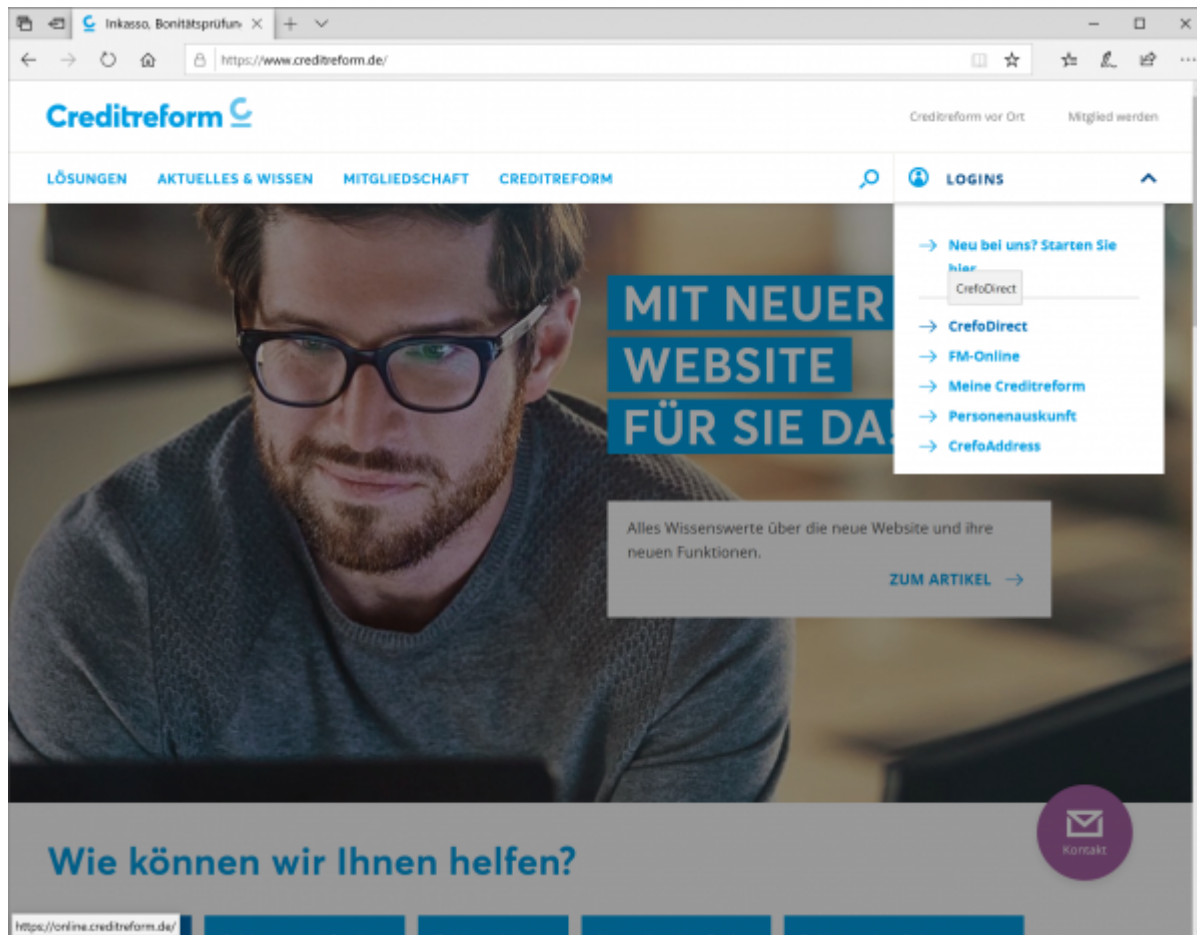 Inkasso, Bonitätsprüfun
https://www.creditreform.de/
Creditreform
Creditreform vor Ort
Mitglied werden
LÖSUNGEN
AKTUELLES & WISSEN
MITGLIEDSCHAFT
CREDITREFORM
LOGINS
Neu bei uns? Starten Sie
hier
CrefoDirect
CrefoDirect
FM-Online
Meine Creditreform
Personenauskunft
CrefoAddress
MIT NEUER
WEBSITE
FÜR SIE DA!
Alles Wissenswerte über die neue Website und ihre
neuen Funktionen.
ZUM ARTIKEL
Kontakt
Wie können wir Ihnen helfen?
https://online.creditreform.de/